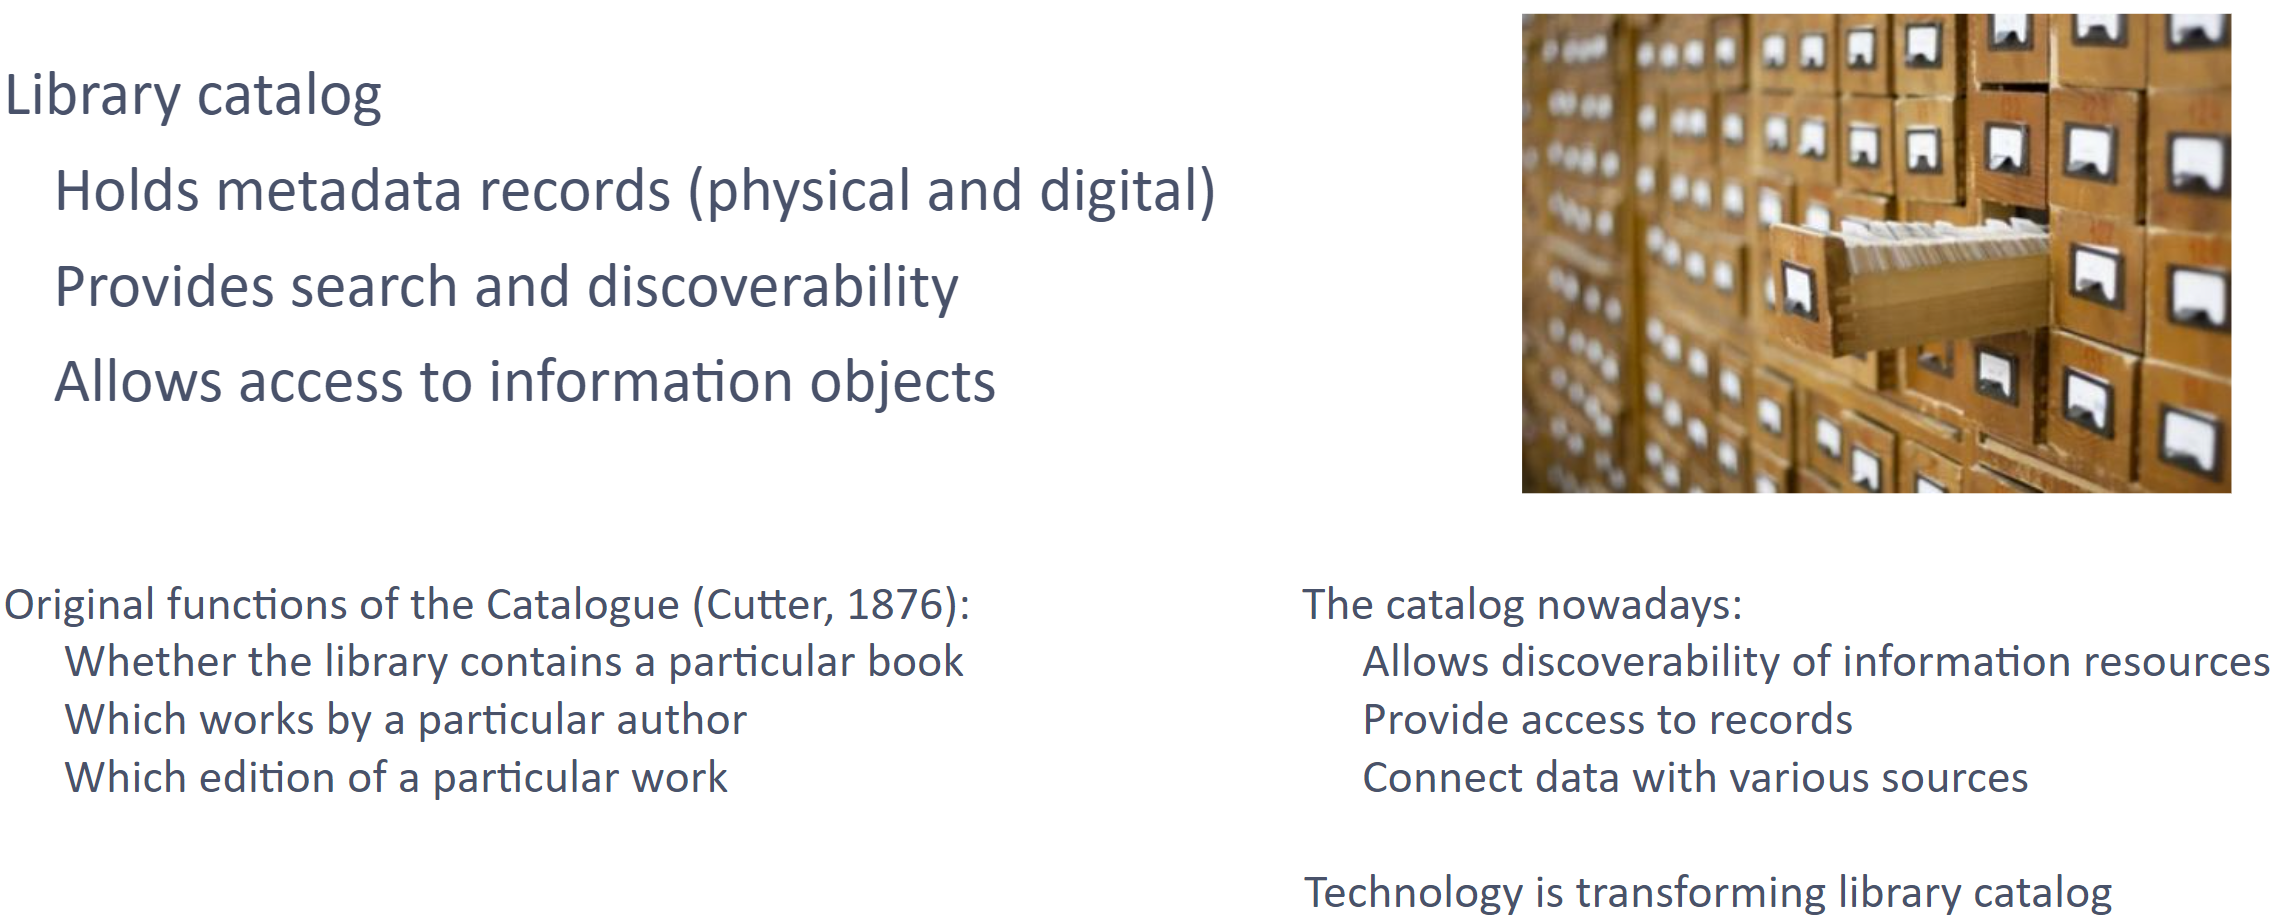 Library catalog
Holds metadata records (physical and digital)
Provides search and discoverability
Allows access to information objects
Original functions of the Catalogue (Cutter, 1876):
Whether the library contains a particular book
Which works by a particular author
Which edition of a particular work
The catalog nowadays:
Allows discoverability of information resources
Provide access to records
Connect data with various sources
Technology is transforming library catalog